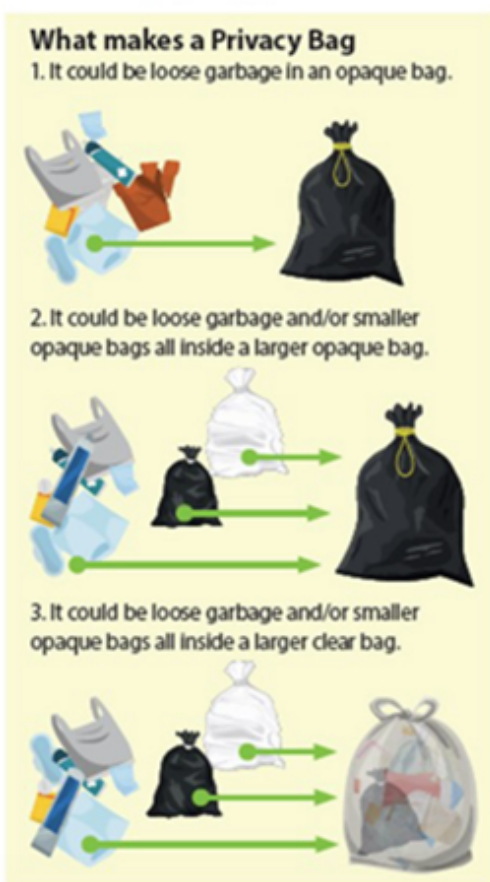 What makes a Privacy Bag
1. It could be loose garbage in an opaque bag.
2. It could be loose garbage and/or smaller
opaque bags all inside a larger opaque bag.
3. It could be loose garbage and/or smaller
opaque bags all inside a larger clear bag.